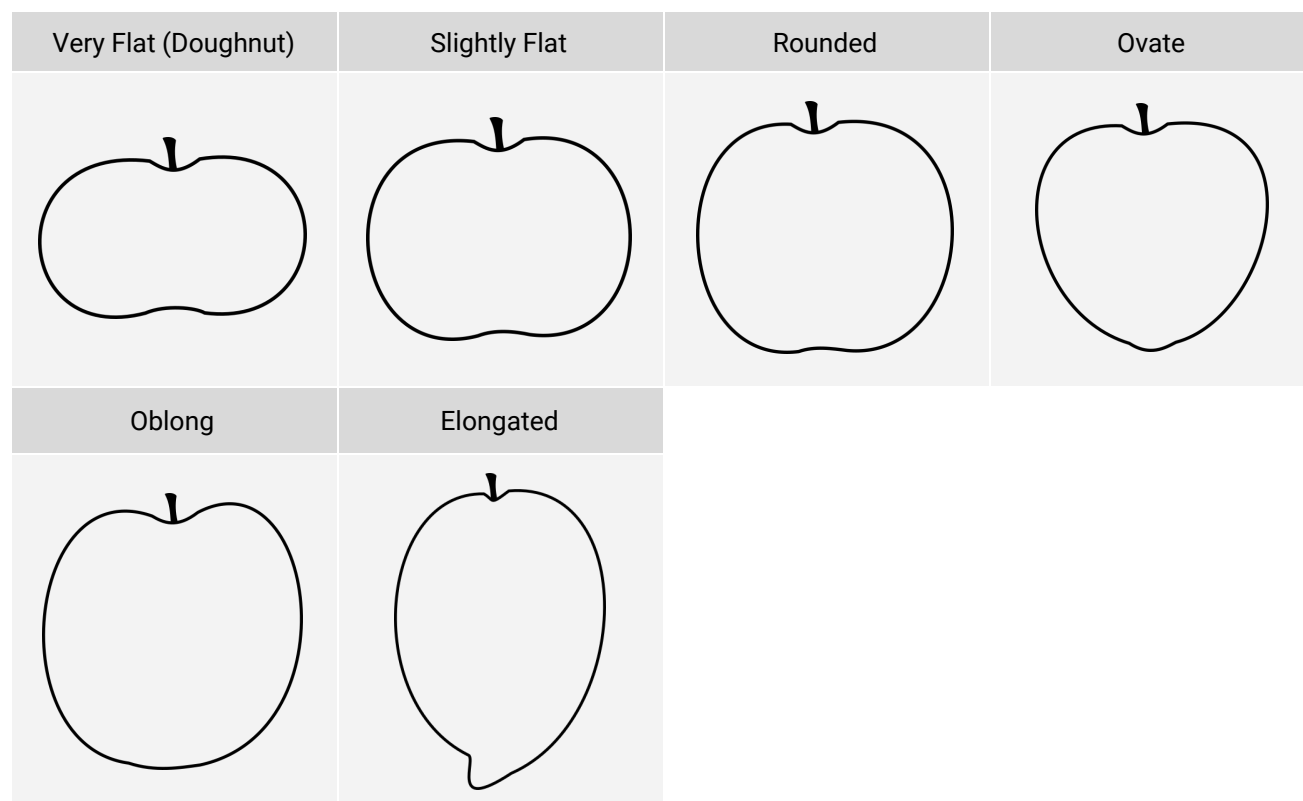 Very Flat (Doughnut)
Slightly Flat
Rounded
Ovate
Oblong
Elongated